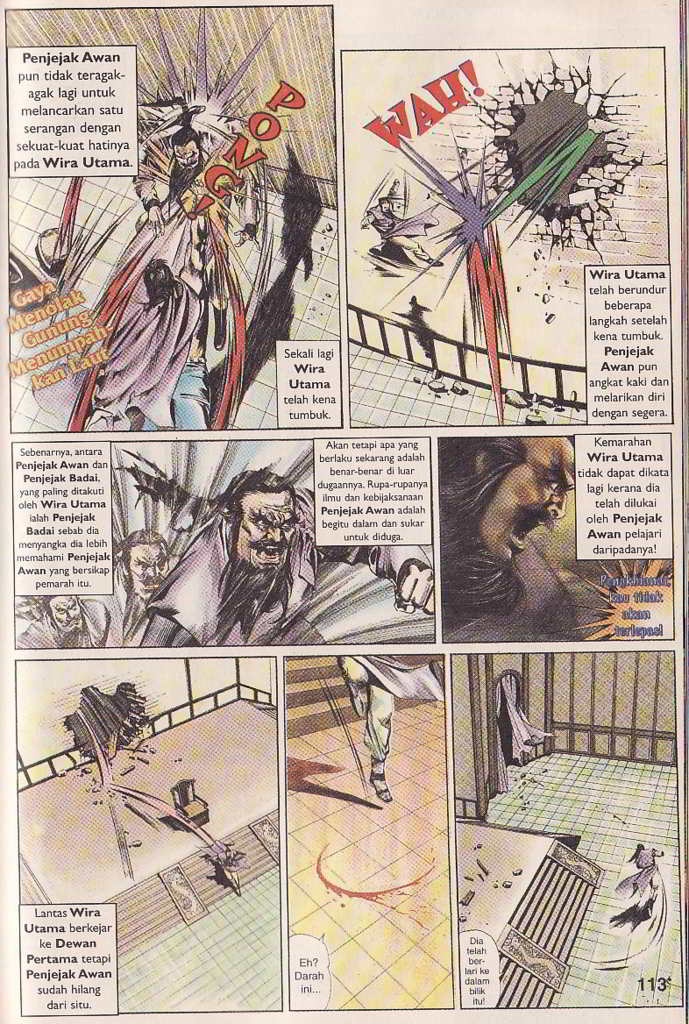 Penjejak Awan
pun tidak teragak-
agak lagi untuk
melancarkan satu
serangan dengan
sekuat-kuat hatinya
pada Wira Utama.
PONG!
Gaya
Menolak
Gunung
Menumpah-
kan Laut
Sekali lagi
Wira
Utama
telah kena
tumbuk.
WAH!
Wira Utama
telah berundur
beberapa
langkah setelah
kena tumbuk.
Penjejak
Awan pun
angkat kaki dan
melarikan diri
dengan segera.
Sebenarnya, antara
Penjejak Awan dan
Penjejak Badai,
yang paling ditakuti
oleh Wira Utama
ialah Penjejak
Badai sebab dia
menyangka dia lebih
memahami Penjejak
Awan yang bersikap
pemarah itu.
Akan tetapi apa yang
berlaku sekarang adalah
benar-benar di luar
dugaannya. Rupa-rupanya
ilmu dan kebijaksanaan
Penjejak Awan adalah
begitu dalam dan sukar
untuk diduga.
Kemarahan
Wira Utama
tidak dapat dikata
lagi kerana dia
telah dilukai
oleh Penjejak
Awan pelajari
daripadanya!
kau tidak
akan
terlepas!
Lantas Wira
Utama berkejar
ke Dewan
Pertama tetapi
Penjejak Awan
sudah hilang
dari situ.
Eh?
Darah
ini...
Dia
telah
ber-
lari ke
dalam
bilik
itu!
113